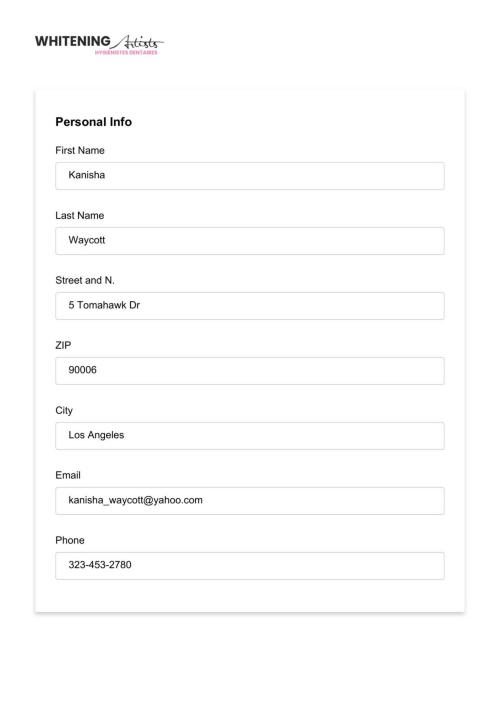 WHITENING Artists
HYGIÉNISTES DENTAIRES
Personal Info
First Name
Kanisha
Last Name
Waycott
Street and N.
5 Tomahawk Dr
ZIP
90006
City
Los Angeles
Email
kanisha_waycott@yahoo.com
Phone
323-453-2780